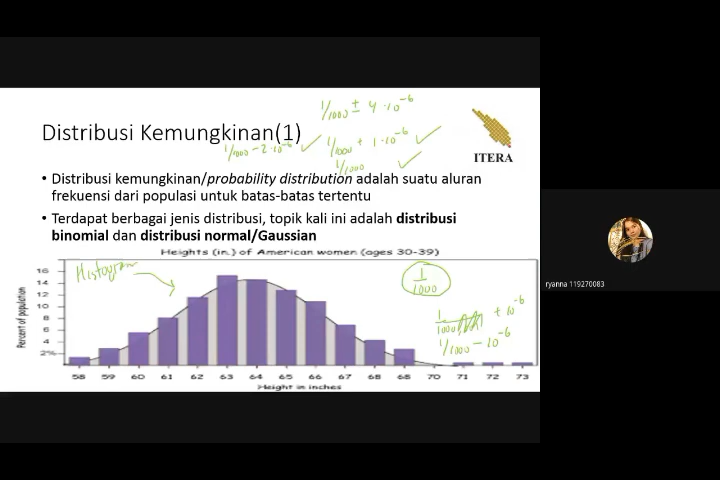 1/1000 ± 4·10⁻⁶
Distribusi Kemungkinan(1)
1/1000 − 2·10⁻⁶
1/1000 + 1·10⁻⁶
1/1000
ITERA
• Distribusi kemungkinan/probability distribution adalah suatu aluran
frekuensi dari populasi untuk batas-batas tertentu
• Terdapat berbagai jenis distribusi, topik kali ini adalah distribusi
binomial dan distribusi normal/Gaussian
Heights (in.) of American women (ages 30-39)
Histogram
1/1000
1/1000 + 10⁻⁶
1/1000 − 10⁻⁶
Percent of population
16
14
12
10
8
6
4
2%
58 59 60 61 62 63 64 65 66 67 68 69 70 71 72 73
Height in inches
ryanna 119270083